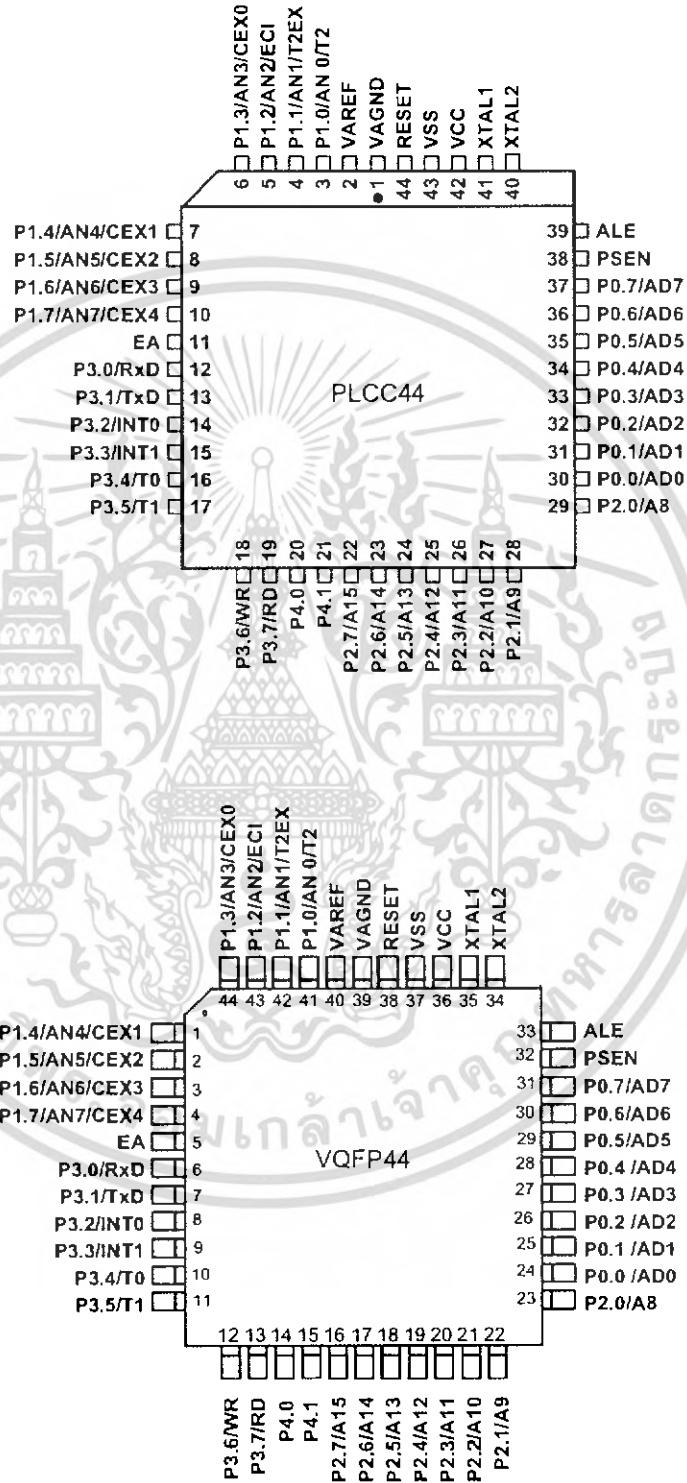 P1.3/AN3/CEX0
P1.2/AN2/ECI
P1.1/AN1/T2EX
P1.0/AN 0/T2
VAREF
VAGND
RESET
VSS
VCC
XTAL1
XTAL2
6 5 4 3 2 1 44 43 42 41 40
P1.4/AN4/CEX1 7
P1.5/AN5/CEX2 8
P1.6/AN6/CEX3 9
P1.7/AN7/CEX4 10
EA 11
P3.0/RxD 12
P3.1/TxD 13
P3.2/INT0 14
P3.3/INT1 15
P3.4/T0 16
P3.5/T1 17
PLCC44
39 ALE
38 PSEN
37 P0.7/AD7
36 P0.6/AD6
35 P0.5/AD5
34 P0.4/AD4
33 P0.3/AD3
32 P0.2/AD2
31 P0.1/AD1
30 P0.0/AD0
29 P2.0/A8
18 19 20 21 22 23 24 25 26 27 28
P3.6/WR
P3.7/RD
P4.0
P4.1
P2.7/A15
P2.6/A14
P2.5/A13
P2.4/A12
P2.3/A11
P2.2/A10
P2.1/A9
P1.3/AN3/CEX0
P1.2/AN2/ECI
P1.1/AN1/T2EX
P1.0/AN 0/T2
VAREF
VAGND
RESET
VSS
VCC
XTAL1
XTAL2
44 43 42 41 40 39 38 37 36 35 34
P1.4/AN4/CEX1 1
P1.5/AN5/CEX2 2
P1.6/AN6/CEX3 3
P1.7/AN7/CEX4 4
EA 5
P3.0/RxD 6
P3.1/TxD 7
P3.2/INT0 8
P3.3/INT1 9
P3.4/T0 10
P3.5/T1 11
VQFP44
33 ALE
32 PSEN
31 P0.7/AD7
30 P0.6/AD6
29 P0.5/AD5
28 P0.4 /AD4
27 P0.3 /AD3
26 P0.2 /AD2
25 P0.1 /AD1
24 P0.0 /AD0
23 P2.0/A8
12 13 14 15 16 17 18 19 20 21 22
P3.6/WR
P3.7/RD
P4.0
P4.1
P2.7/A15
P2.6/A14
P2.5/A13
P2.4/A12
P2.3/A11
P2.2/A10
P2.1/A9